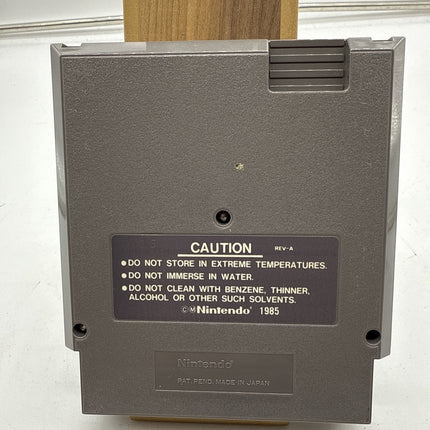 CAUTION REV-A
●DO NOT STORE IN EXTREME TEMPERATURES.
●DO NOT IMMERSE IN WATER.
●DO NOT CLEAN WITH BENZENE, THINNER,
ALCOHOL OR OTHER SUCH SOLVENTS.
©Ⓜ Nintendo® 1985
Nintendo®
PAT. PEND. MADE IN JAPAN